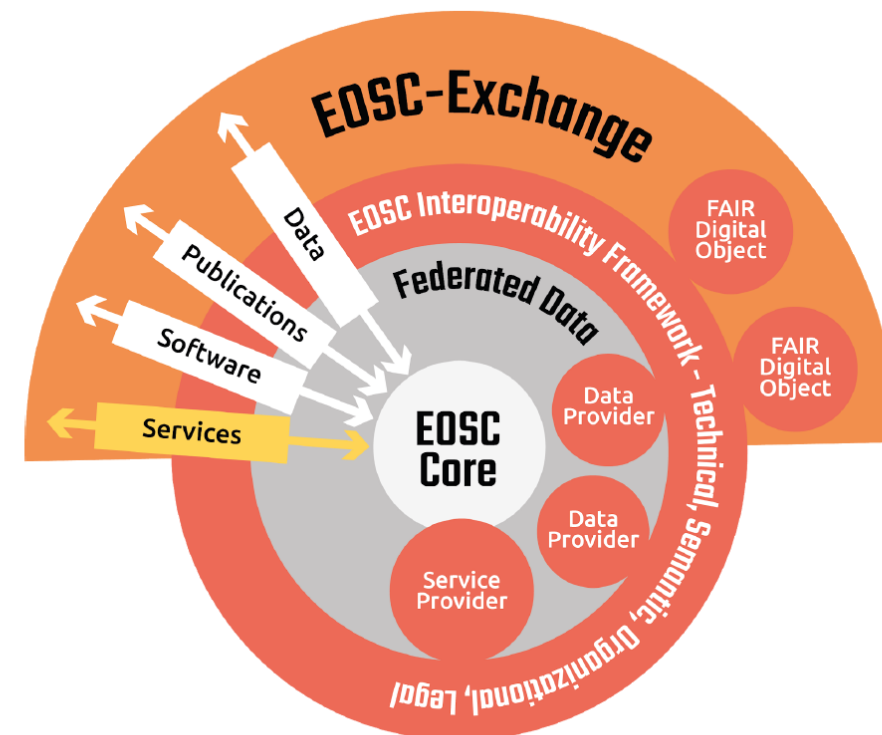 EOSC-Exchange
EOSC Interoperability Framework - Technical, Semantic, Organizational, Legal
Federated Data
Data
Publications
Software
Services
EOSC
Core
FAIR
Digital
Object
FAIR
Digital
Object
Data
Provider
Data
Provider
Service
Provider